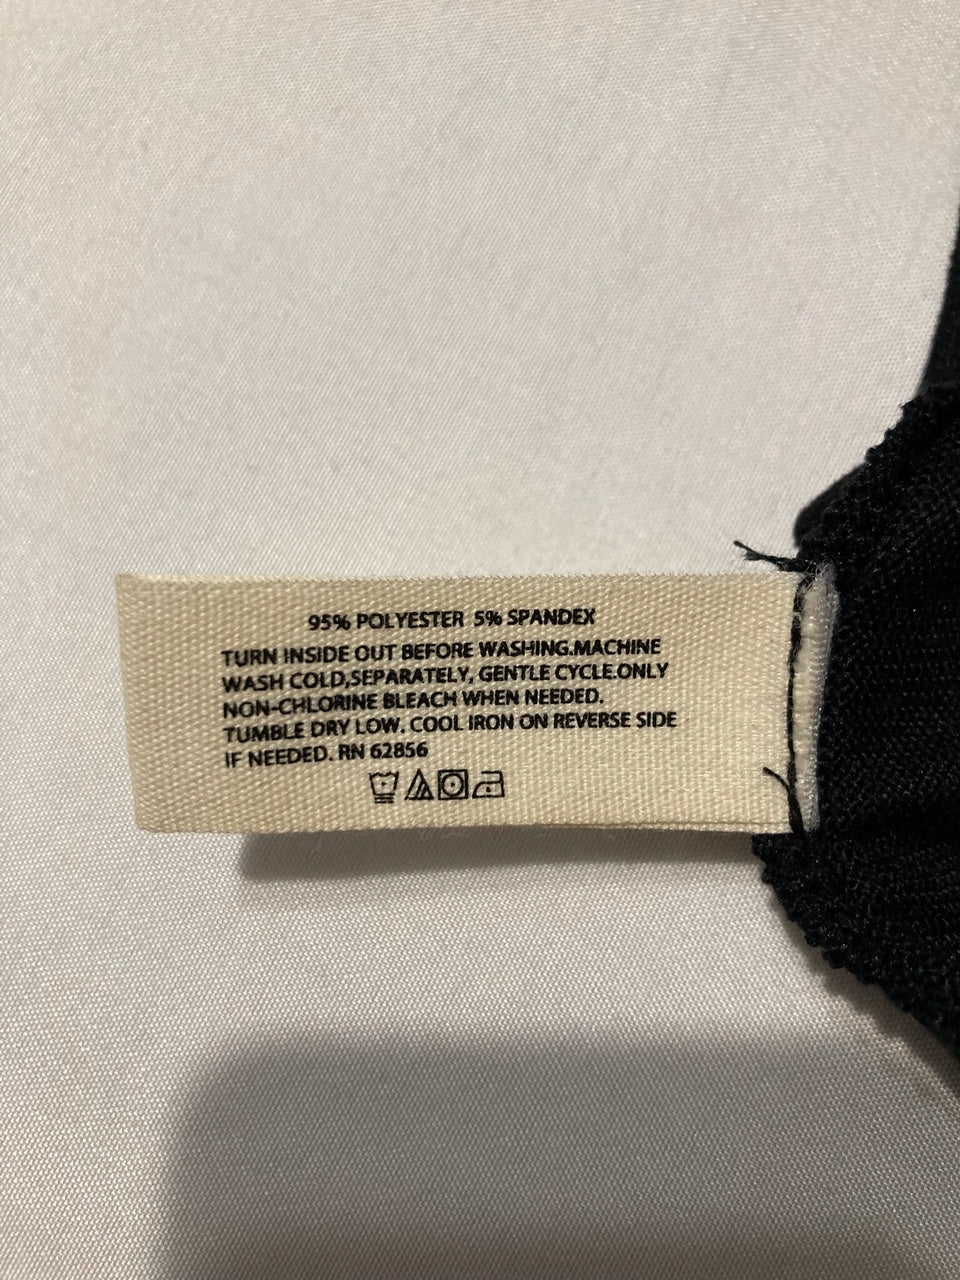 95% POLYESTER 5% SPANDEX
TURN INSIDE OUT BEFORE WASHING.MACHINE
WASH COLD,SEPARATELY, GENTLE CYCLE.ONLY
NON-CHLORINE BLEACH WHEN NEEDED.
TUMBLE DRY LOW. COOL IRON ON REVERSE SIDE
IF NEEDED. RN 62856